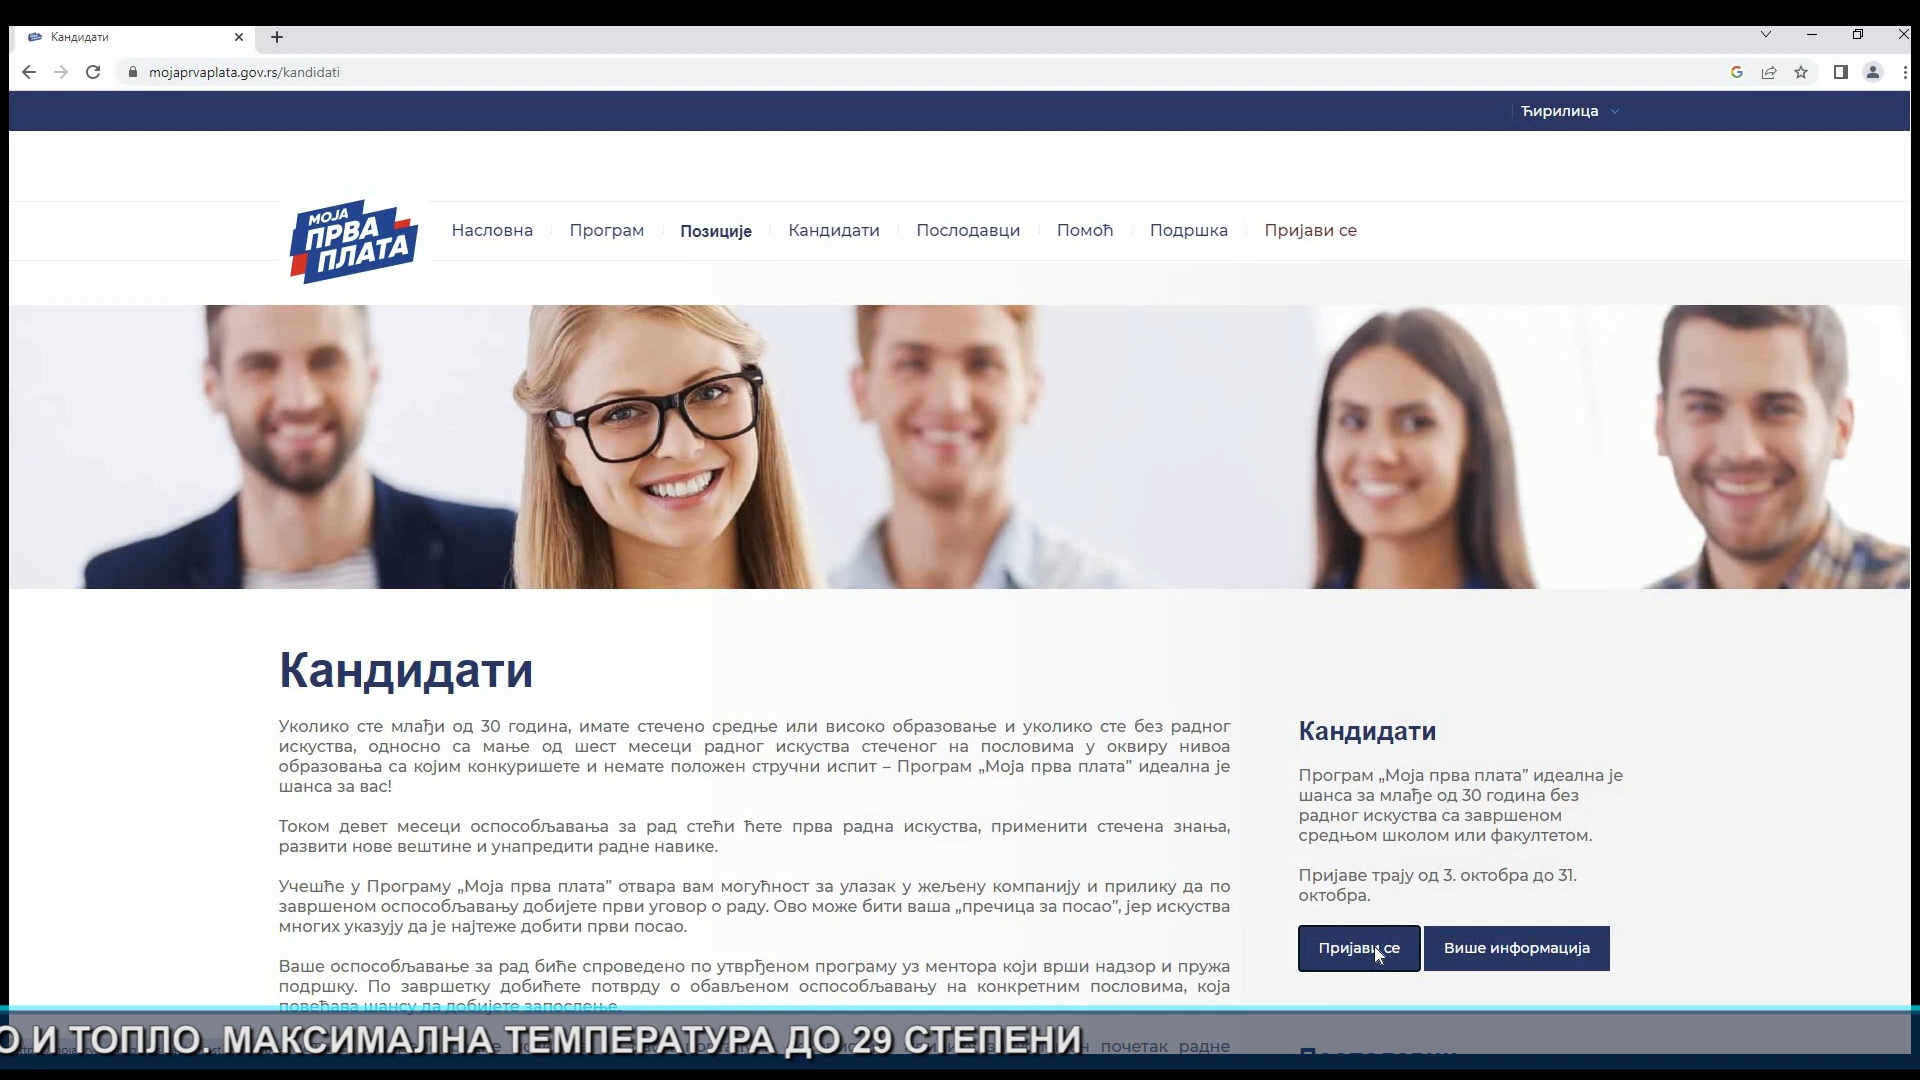 Кандидати
mojaprvaplata.gov.rs/kandidati
Ћирилица
МОЈА
ПРВА
ПЛАТА
Насловна Програм Позиције Кандидати Послодавци Помоћ Подршка Пријави се
Кандидати
Уколико сте млађи од 30 година, имате стечено средње или високо образовање и уколико сте без радног
искуства, односно са мање од шест месеци радног искуства стеченог на пословима у оквиру нивоа
образовања са којим конкуришете и немате положен стручни испит – Програм „Моја прва плата” идеална је
шанса за вас!
Током девет месеци оспособљавања за рад стећи ћете прва радна искуства, применити стечена знања,
развити нове вештине и унапредити радне навике.
Учешће у Програму „Моја прва плата” отвара вам могућност за улазак у жељену компанију и прилику да по
завршеном оспособљавању добијете први уговор о раду. Ово може бити ваша „пречица за посао”, јер искуства
многих указују да је најтеже добити први посао.
Ваше оспособљавање за рад биће спроведено по утврђеном програму уз ментора који врши надзор и пружа
подршку. По завршетку добићете потврду о обављеном оспособљавању на конкретним пословима, која
повећава шансу да добијете запослење.
почетак радне
Кандидати
Програм „Моја прва плата” идеална је
шанса за млађе од 30 година без
радног искуства са завршеном
средњом школом или факултетом.
Пријаве трају од 3. октобра до 31.
октобра.
Пријави се Више информација
Послодавци
О И ТОПЛО. МАКСИМАЛНА ТЕМПЕРАТУРА ДО 29 СТЕПЕНИ